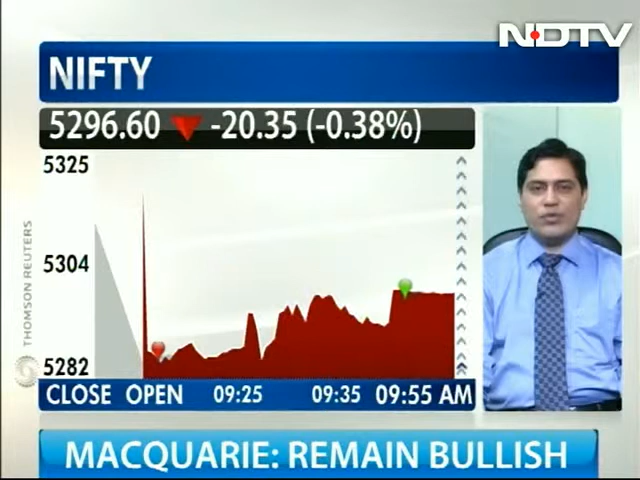 NDTV
NIFTY
5296.60 ▼ -20.35 (-0.38%)
5325
5304
5282
THOMSON REUTERS
CLOSE OPEN 09:25 09:35 09:55 AM
MACQUARIE: REMAIN BULLISH